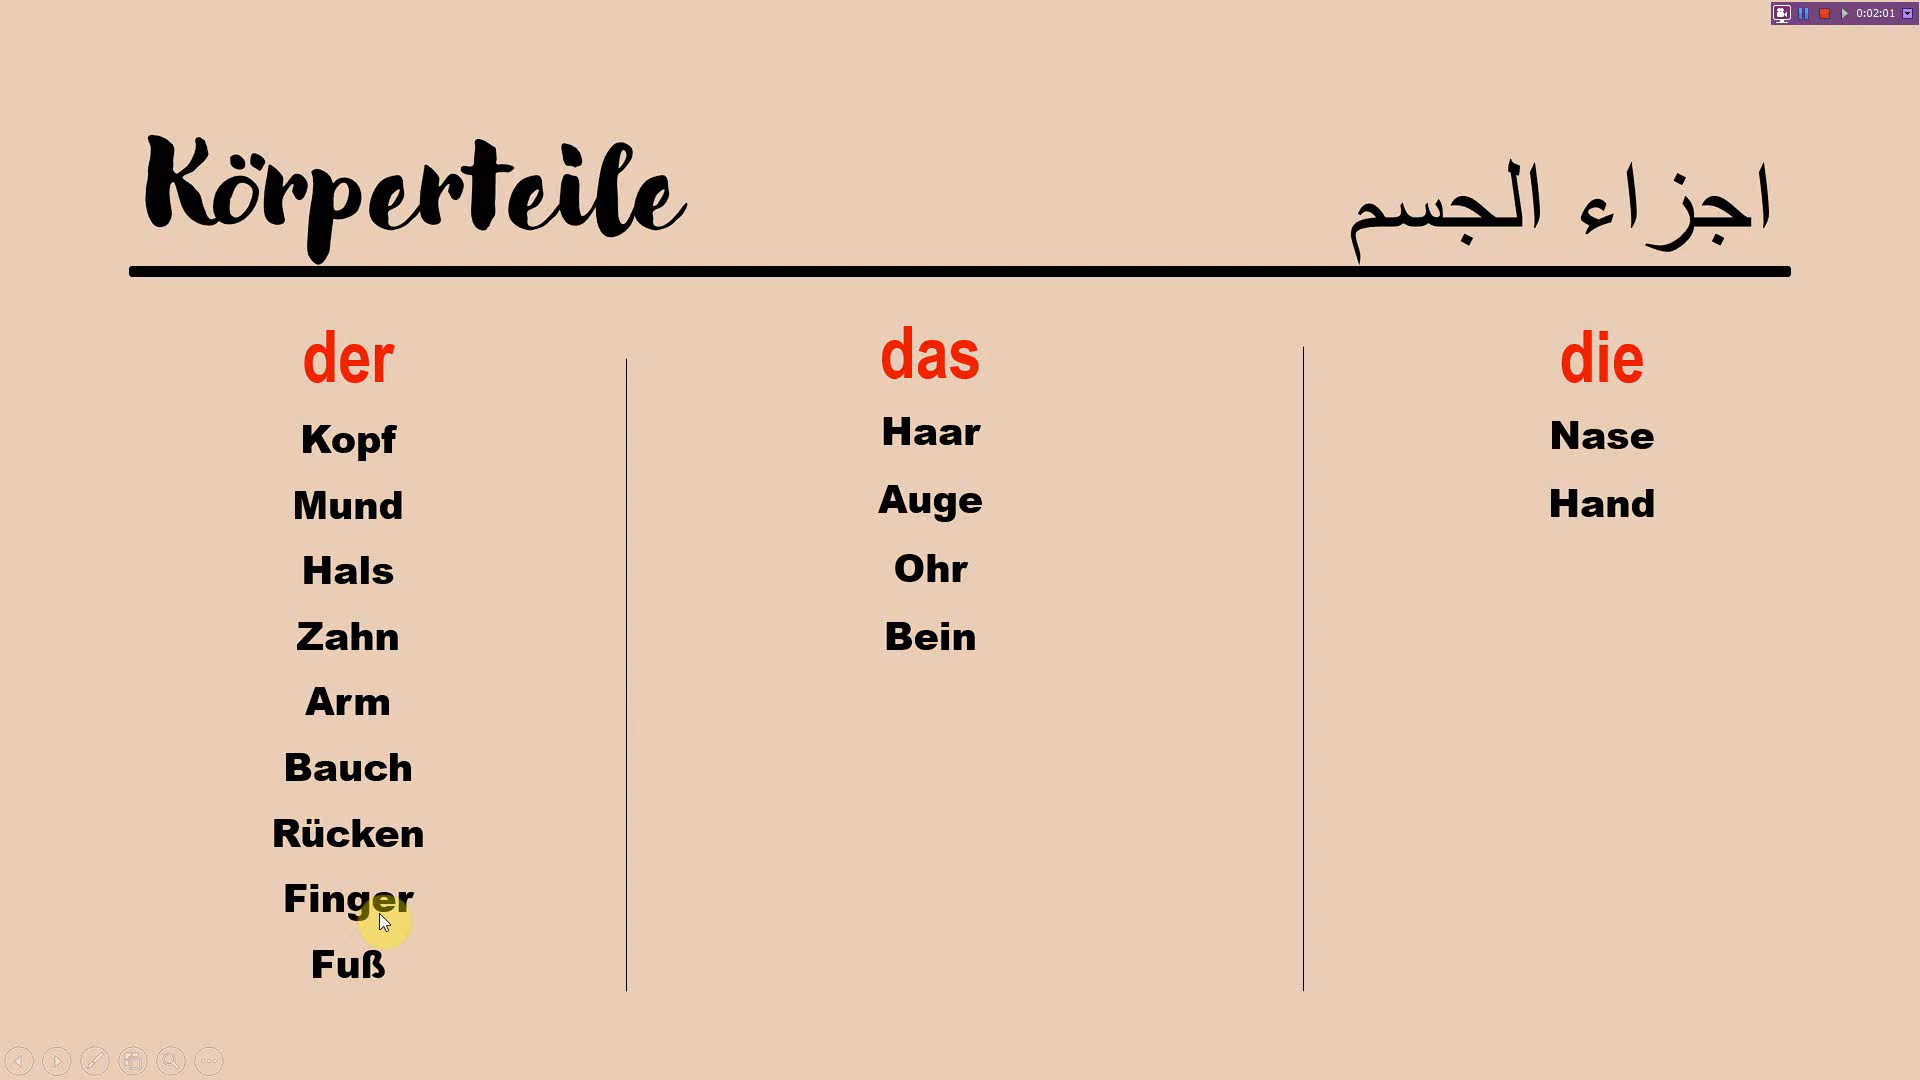 0:02:01
Körperteile
اجزاء الجسم
der
Kopf
Mund
Hals
Zahn
Arm
Bauch
Rücken
Finger
Fuß
das
Haar
Auge
Ohr
Bein
die
Nase
Hand